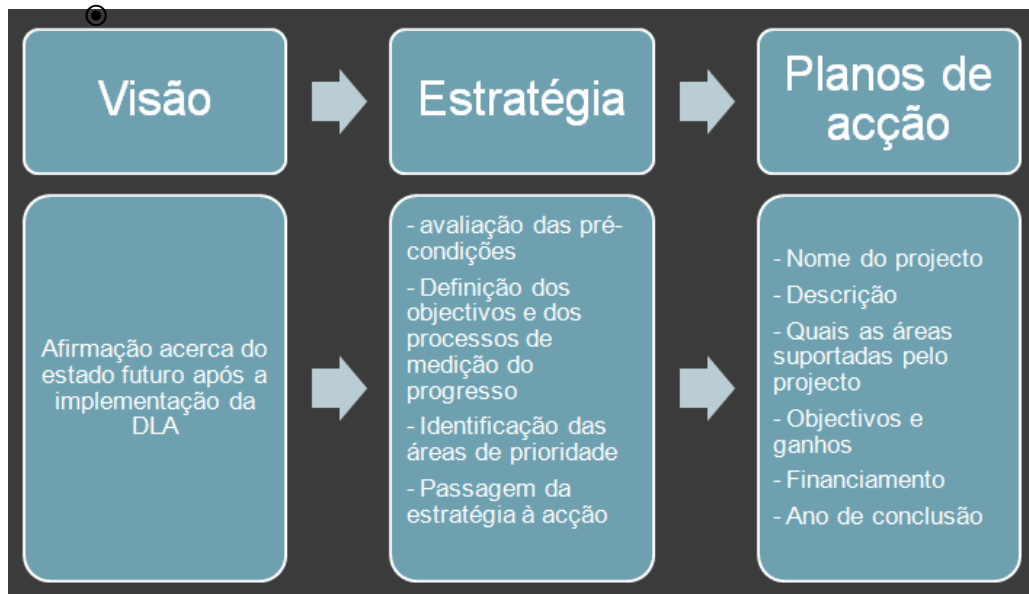 Visão
Estratégia
Planos de
acção
Afirmação acerca do
estado futuro após a
implementação da
DLA
- avaliação das pré-
condições
- Definição dos
objectivos e dos
processos de
medição do
progresso
- Identificação das
áreas de prioridade
- Passagem da
estratégia à acção
- Nome do projecto
- Descrição
- Quais as áreas
suportadas pelo
projecto
- Objectivos e
ganhos
- Financiamento
- Ano de conclusão